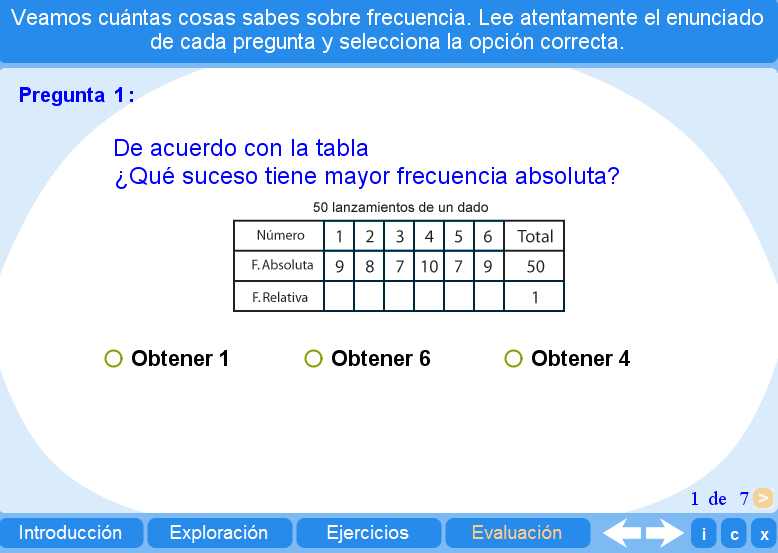 Veamos cuántas cosas sabes sobre frecuencia. Lee atentamente el enunciado
de cada pregunta y selecciona la opción correcta.
Pregunta 1:
De acuerdo con la tabla
¿Qué suceso tiene mayor frecuencia absoluta?
50 lanzamientos de un dado
Número 1 2 3 4 5 6 Total
F. Absoluta 9 8 7 10 7 9 50
F. Relativa 1
Obtener 1 Obtener 6 Obtener 4
1 de 7 >
Introducción Exploración Ejercicios Evaluación i c x